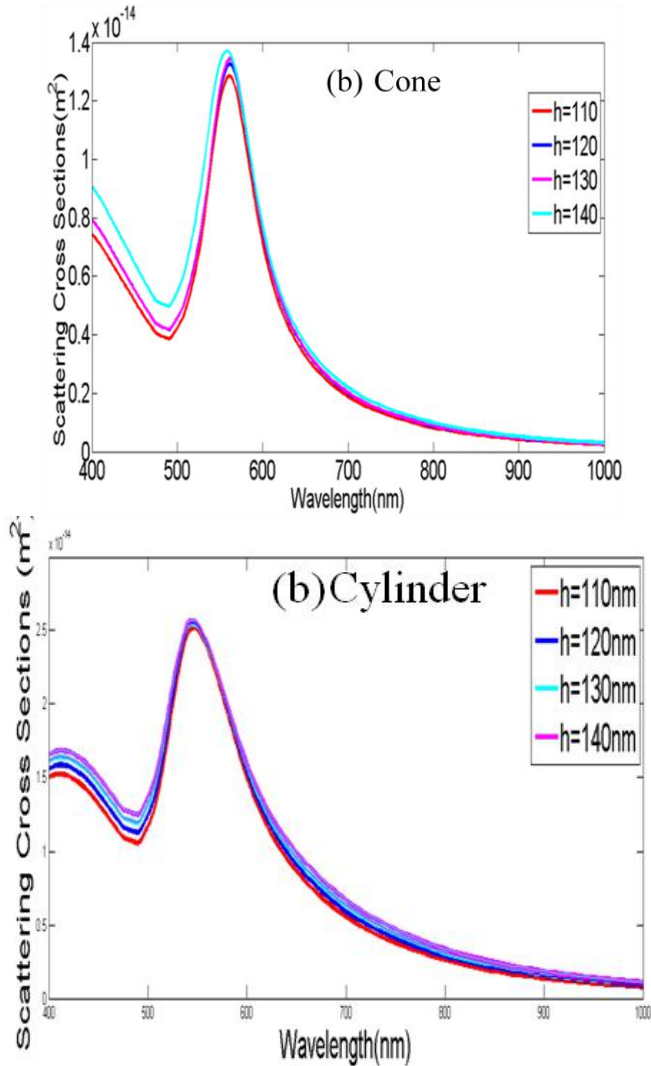 × 10⁻¹⁴
1.4
1.2
1
0.8
0.6
0.4
0.2
0
Scattering Cross Sections(m²)
(b) Cone
h=110
h=120
h=130
h=140
400 500 600 700 800 900 1000
Wavelength(nm)
x 10⁻¹⁴
2.5
2
1.5
1
0.5
0
Scattering Cross Sections (m²)
(b)Cylinder
h=110nm
h=120nm
h=130nm
h=140nm
400 500 600 700 800 900 1000
Wavelength(nm)